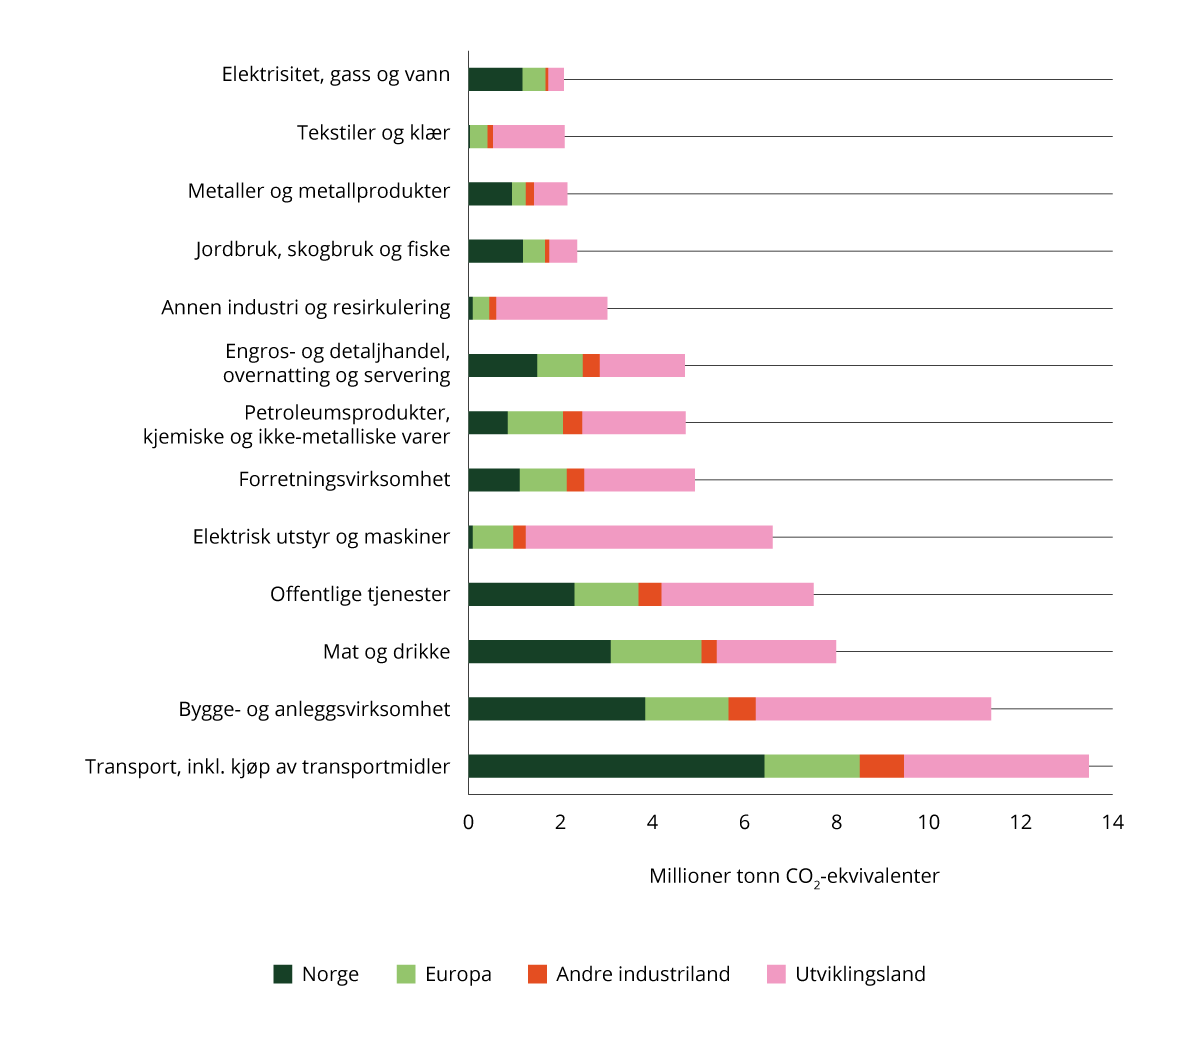 Elektrisitet, gass og vann
Tekstiler og klær
Metaller og metallprodukter
Jordbruk, skogbruk og fiske
Annen industri og resirkulering
Engros- og detaljhandel,
overnatting og servering
Petroleumsprodukter,
kjemiske og ikke-metalliske varer
Forretningsvirksomhet
Elektrisk utstyr og maskiner
Offentlige tjenester
Mat og drikke
Bygge- og anleggsvirksomhet
Transport, inkl. kjøp av transportmidler
0 2 4 6 8 10 12 14
Millioner tonn CO₂-ekvivalenter
Norge Europa Andre industriland Utviklingsland